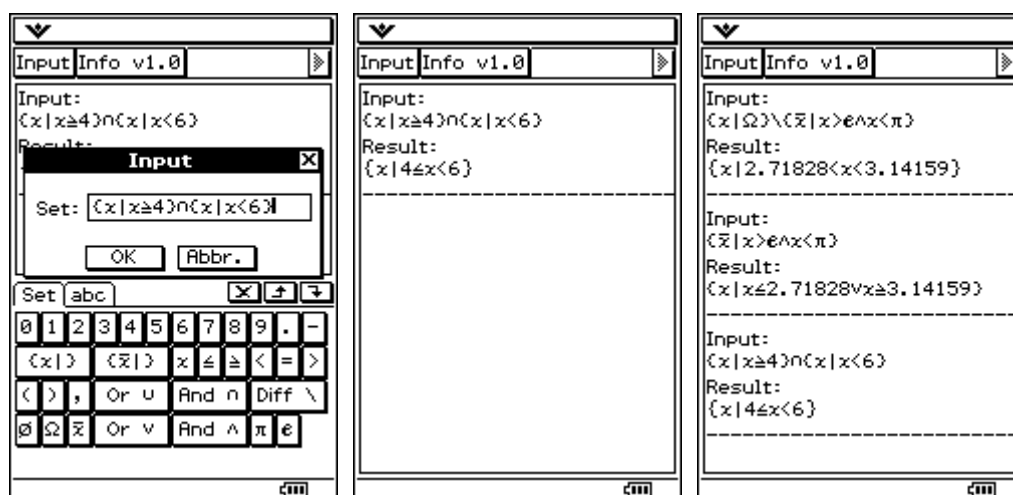 Input Info v1.0
Input:
{x|x≥4}∩{x|x<6}
Result:
Input X
Set: {x|x≥4}∩{x|x<6}
OK Abbr.
Set abc
0 1 2 3 4 5 6 7 8 9 . -
{x|} {x̅|} x ≤ ≥ < = >
( ) , Or ∪ And ∩ Diff \
Ø Ω x̅ Or ∨ And ∧ π e
Input Info v1.0
Input:
{x|x≥4}∩{x|x<6}
Result:
{x|4≤x<6}
Input Info v1.0
Input:
{x|Ω}\{x̅|x>e∧x<π}
Result:
{x|2.71828<x<3.14159}
Input:
{x̅|x>e∧x<π}
Result:
{x|x≤2.71828∨x≥3.14159}
Input:
{x|x≥4}∩{x|x<6}
Result:
{x|4≤x<6}